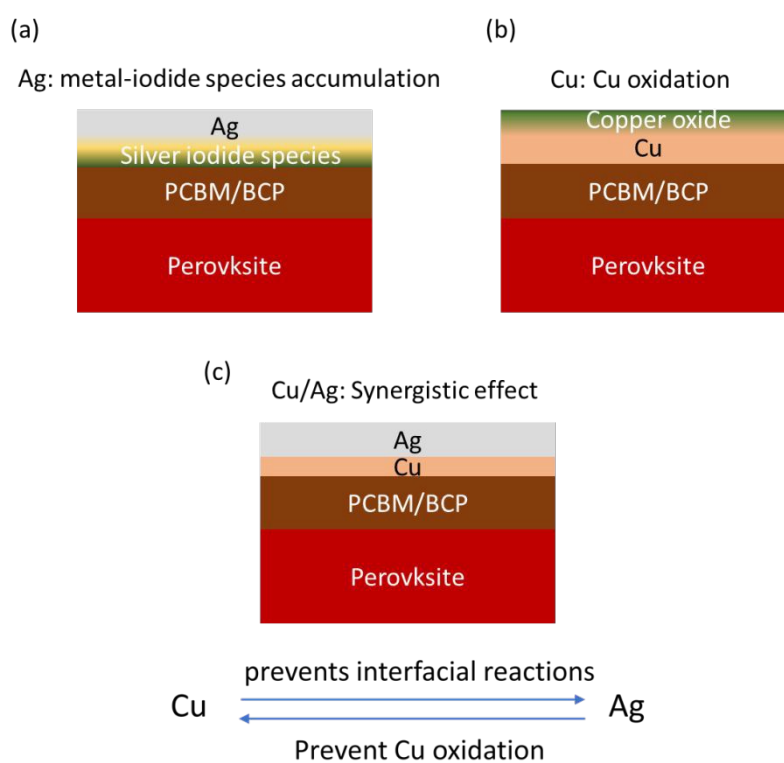 (a)
Ag: metal-iodide species accumulation
Ag
Silver iodide species
PCBM/BCP
Perovksite
(b)
Cu: Cu oxidation
Copper oxide
Cu
PCBM/BCP
Perovksite
(c)
Cu/Ag: Synergistic effect
Ag
Cu
PCBM/BCP
Perovksite
prevents interfacial reactions
Cu Ag
Prevent Cu oxidation